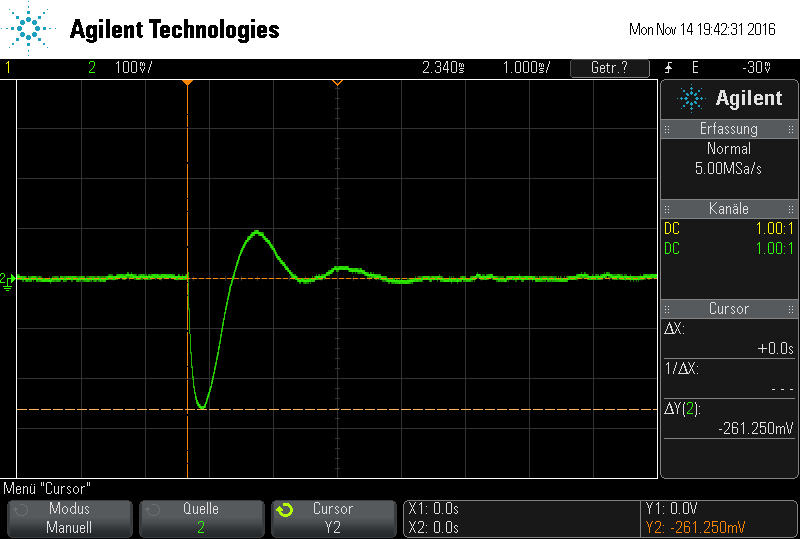 Agilent Technologies
Mon Nov 14 19:42:31 2016
1 2 100mV/ 2.340ms 1.000ms/ Getr.? E -30mV
Agilent
Erfassung
Normal
5.00MSa/s
Kanäle
DC 1.00:1
DC 1.00:1
Cursor
ΔX:
+0.0s
1/ΔX:
- - -
ΔY(2):
-261.250mV
2
Menü "Cursor"
Modus
Manuell
Quelle
2
Cursor
Y2
X1: 0.0s
X2: 0.0s
Y1: 0.0V
Y2: -261.250mV